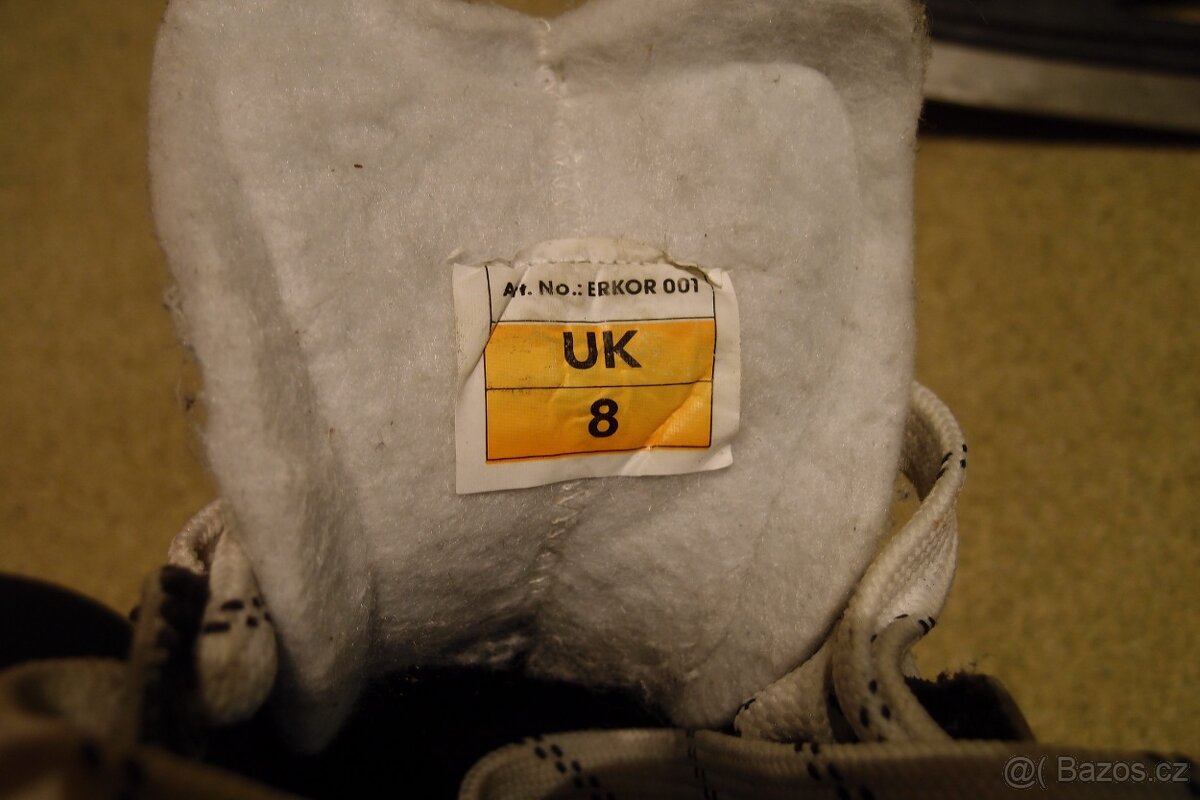 Art. No.: ERKOR 001
UK
8
@( Bazos.cz